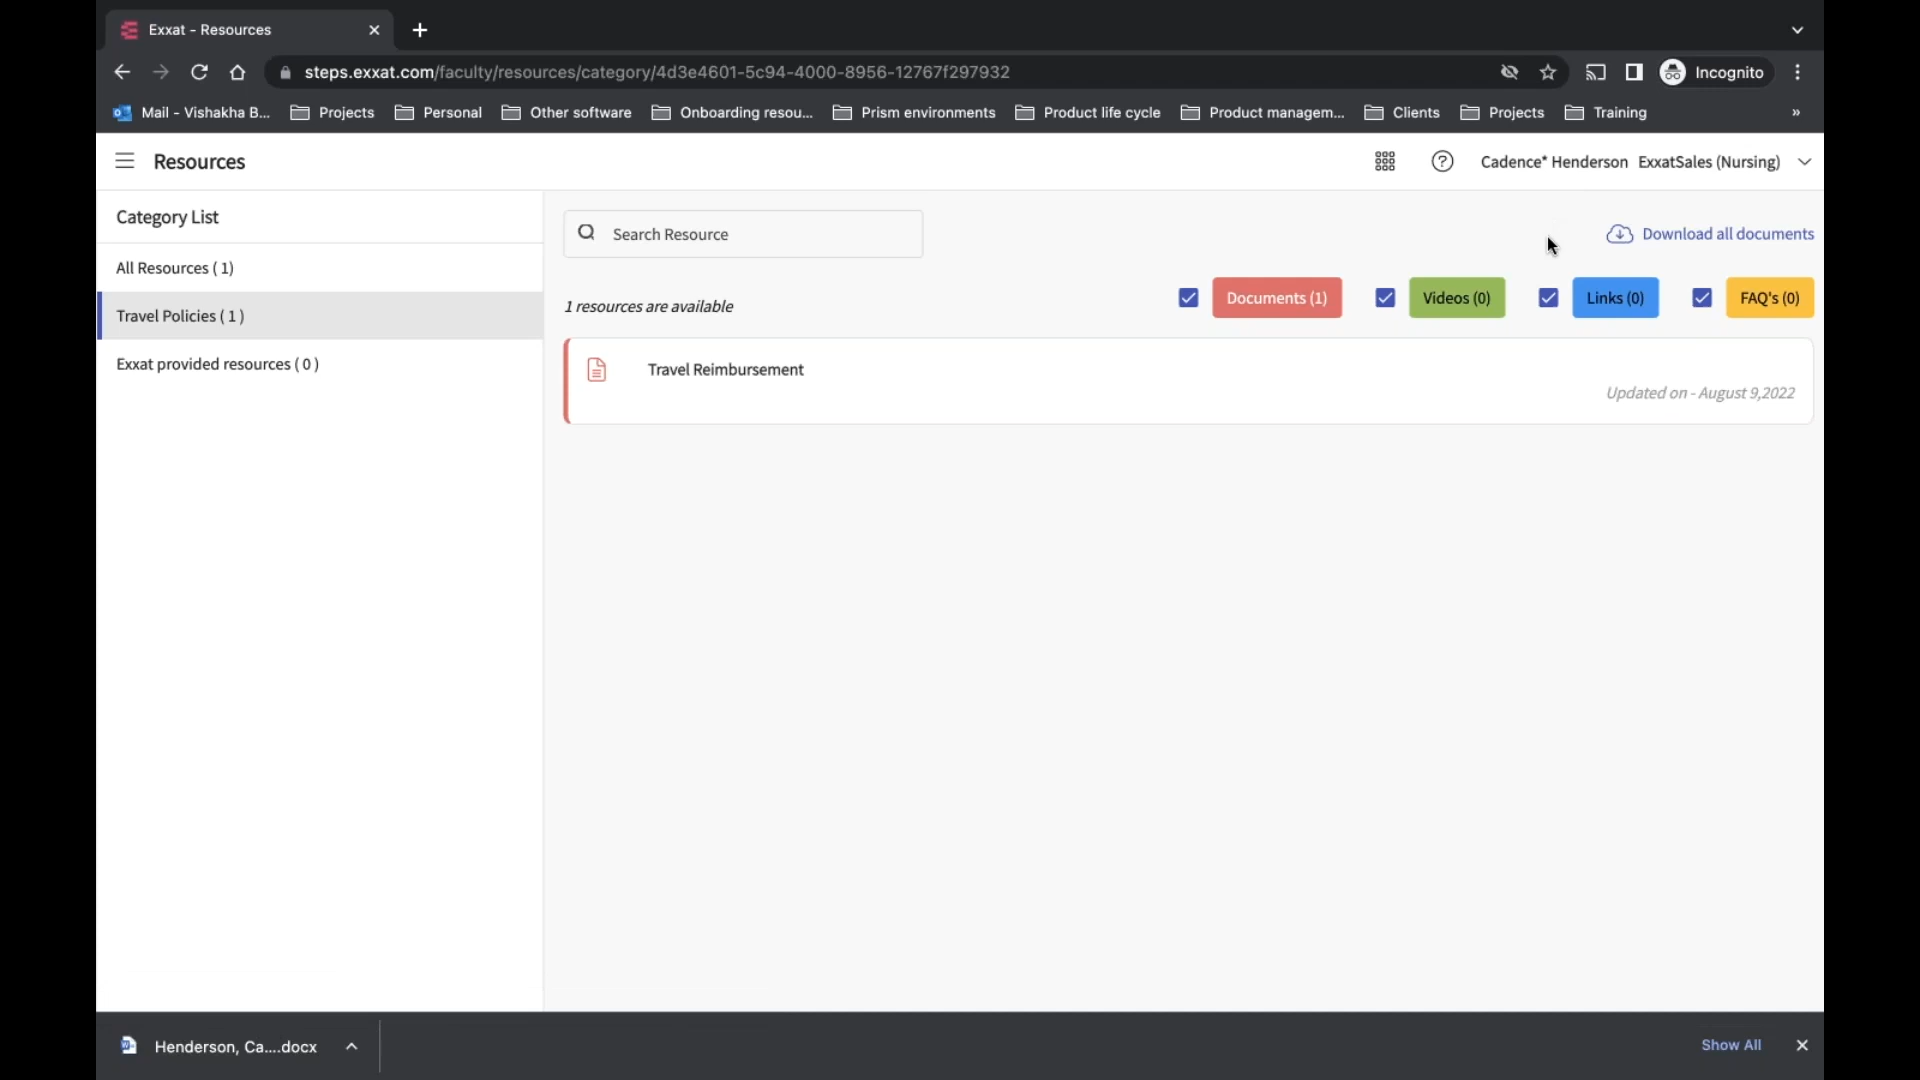 Exxat - Resources
steps.exxat.com/faculty/resources/category/4d3e4601-5c94-4000-8956-12767f297932
Incognito
Mail - Vishakha B... Projects Personal Other software Onboarding resou... Prism environments Product life cycle Product managem... Clients Projects Training »
Resources
Cadence* Henderson ExxatSales (Nursing)
Category List
Search Resource
Download all documents
All Resources ( 1)
1 resources are available
Documents (1) Videos (0) Links (0) FAQ's (0)
Travel Policies ( 1 )
Exxat provided resources ( 0 )
Travel Reimbursement
Updated on - August 9,2022
Henderson, Ca....docx
Show All